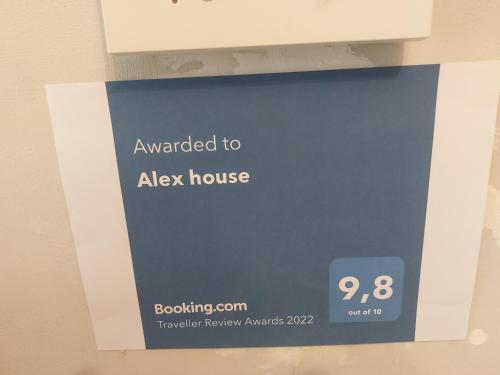 Awarded to
Alex house
9,8
out of 10
Booking.com
Traveller Review Awards 2022